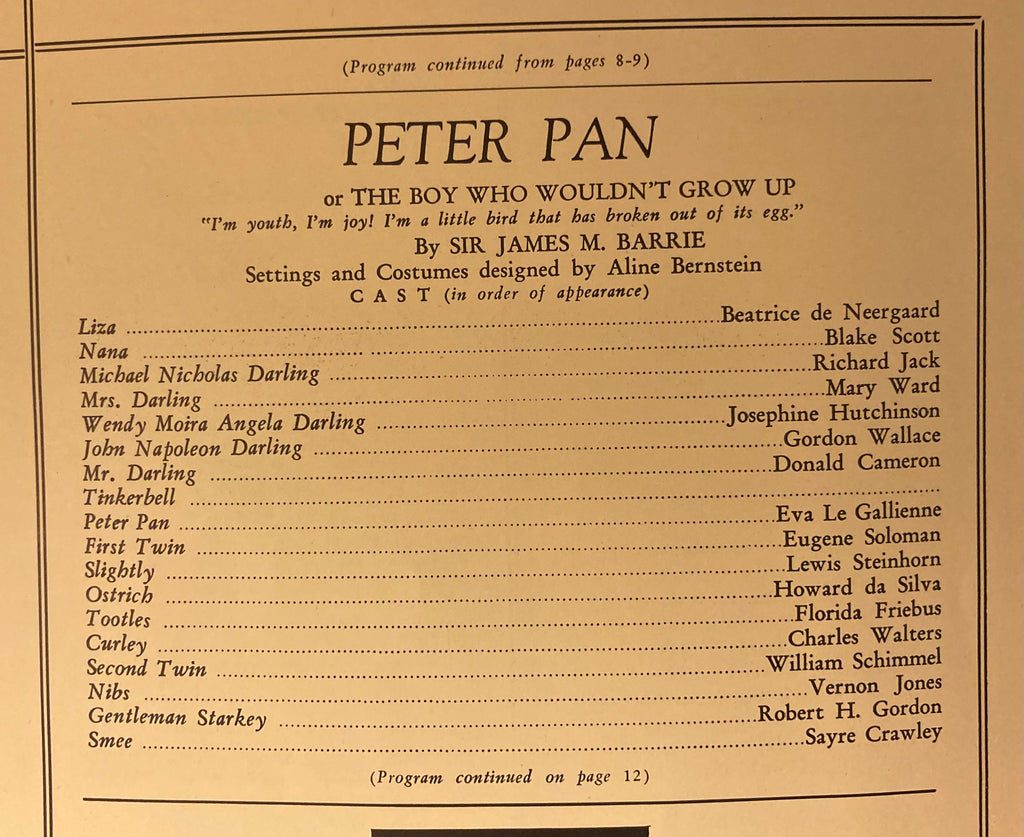 (Program continued from pages 8-9)
PETER PAN
or THE BOY WHO WOULDN'T GROW UP
"I'm youth, I'm joy! I'm a little bird that has broken out of its egg."
By SIR JAMES M. BARRIE
Settings and Costumes designed by Aline Bernstein
CAST (in order of appearance)
Liza ........ Beatrice de Neergaard
Nana ........ Blake Scott
Michael Nicholas Darling ........ Richard Jack
Mrs. Darling ........ Mary Ward
Wendy Moira Angela Darling ........ Josephine Hutchinson
John Napoleon Darling ........ Gordon Wallace
Mr. Darling ........ Donald Cameron
Tinkerbell ........
Peter Pan ........ Eva Le Gallienne
First Twin ........ Eugene Soloman
Slightly ........ Lewis Steinhorn
Ostrich ........ Howard da Silva
Tootles ........ Florida Friebus
Curley ........ Charles Walters
Second Twin ........ William Schimmel
Nibs ........ Vernon Jones
Gentleman Starkey ........ Robert H. Gordon
Smee ........ Sayre Crawley
(Program continued on page 12)